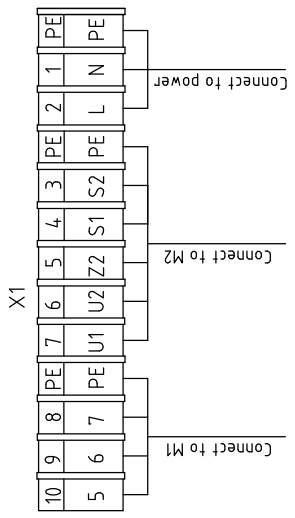 X1
PE PE
1 N
2 L
PE PE
3 S2
4 S1
5 Z2
6 U2
7 U1
PE PE
8 7
9 6
10 5
Connect to power
Connect to M2
Connect to M1